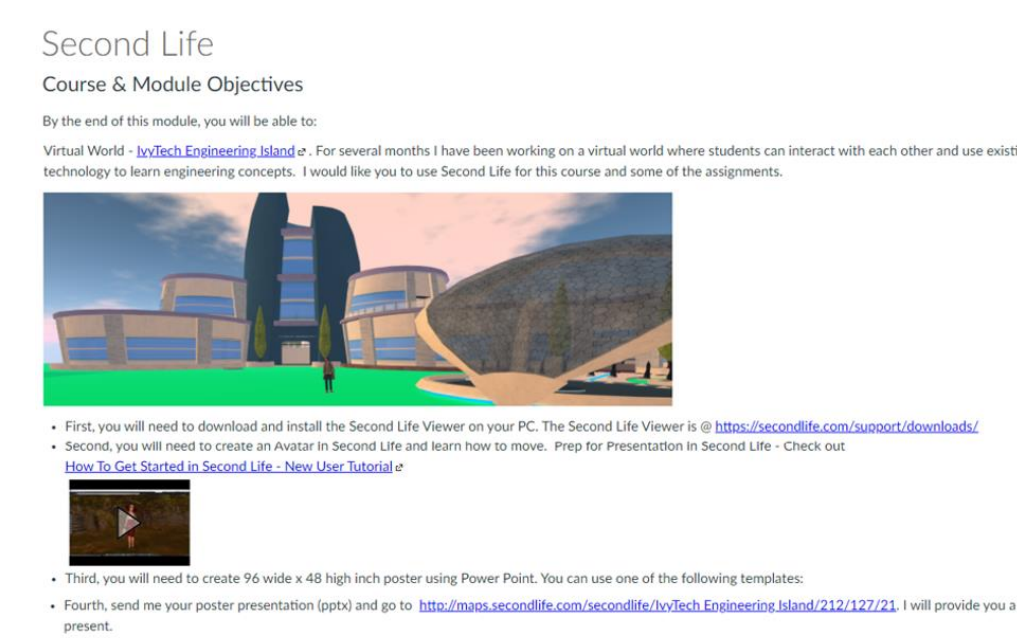 Second Life
Course & Module Objectives
By the end of this module, you will be able to:
Virtual World - IvyTech Engineering Island . For several months I have been working on a virtual world where students can interact with each other and use existi
technology to learn engineering concepts. I would like you to use Second Life for this course and some of the assignments.
• First, you will need to download and install the Second Life Viewer on your PC. The Second Life Viewer is @ https://secondlife.com/support/downloads/
• Second, you will need to create an Avatar in Second Life and learn how to move. Prep for Presentation in Second Life - Check out
How To Get Started in Second Life - New User Tutorial
• Third, you will need to create 96 wide x 48 high inch poster using Power Point. You can use one of the following templates:
• Fourth, send me your poster presentation (pptx) and go to http://maps.secondlife.com/secondlife/IvyTech Engineering Island/212/127/21. I will provide you a
present.